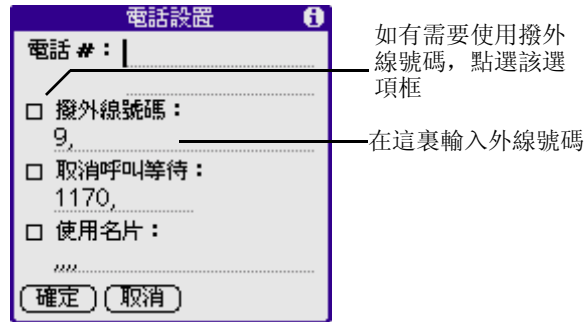 電話設置
電話 #：
撥外線號碼：
9,
取消呼叫等待：
1170,
使用名片：
,,,,
確定
取消
如有需要使用撥外
線號碼，點選該選
項框
在這裏輸入外線號碼